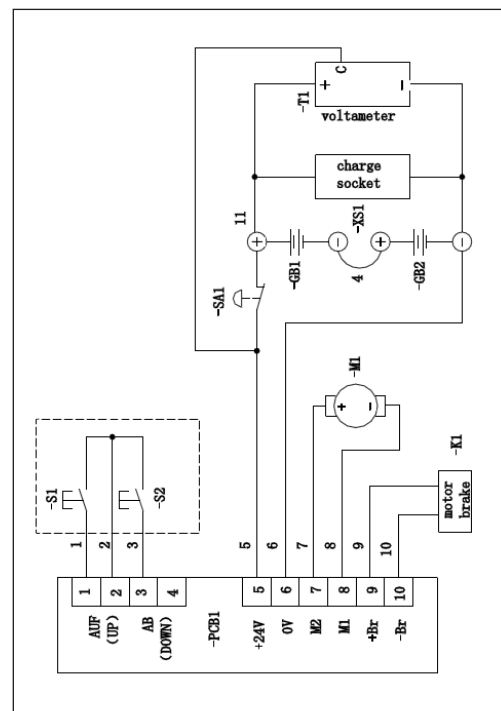 C
+
-
-T1
voltameter
charge
socket
11
-XS1
+
-
+
-
-GB1
4
-GB2
-SA1
-M1
+
-
-K1
motor
brake
-S1
-S2
1
2
3
5
6
7
8
9
10
1
2
3
4
5
6
7
8
9
10
AUF
(UP)
AB
(DOWN)
-PCB1
+24V
0V
M2
M1
+Br
-Br